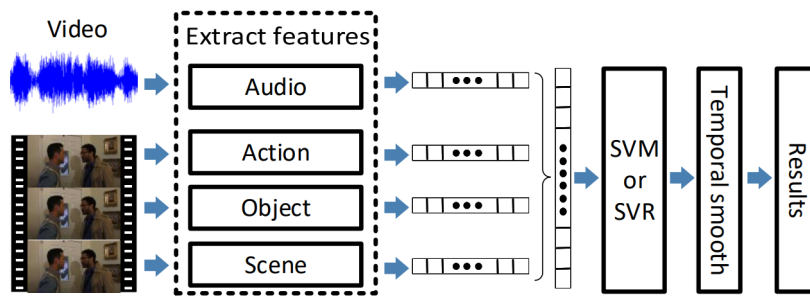 Video
Extract features
Audio
Action
Object
Scene
SVM
or
SVR
Temporal smooth
Results